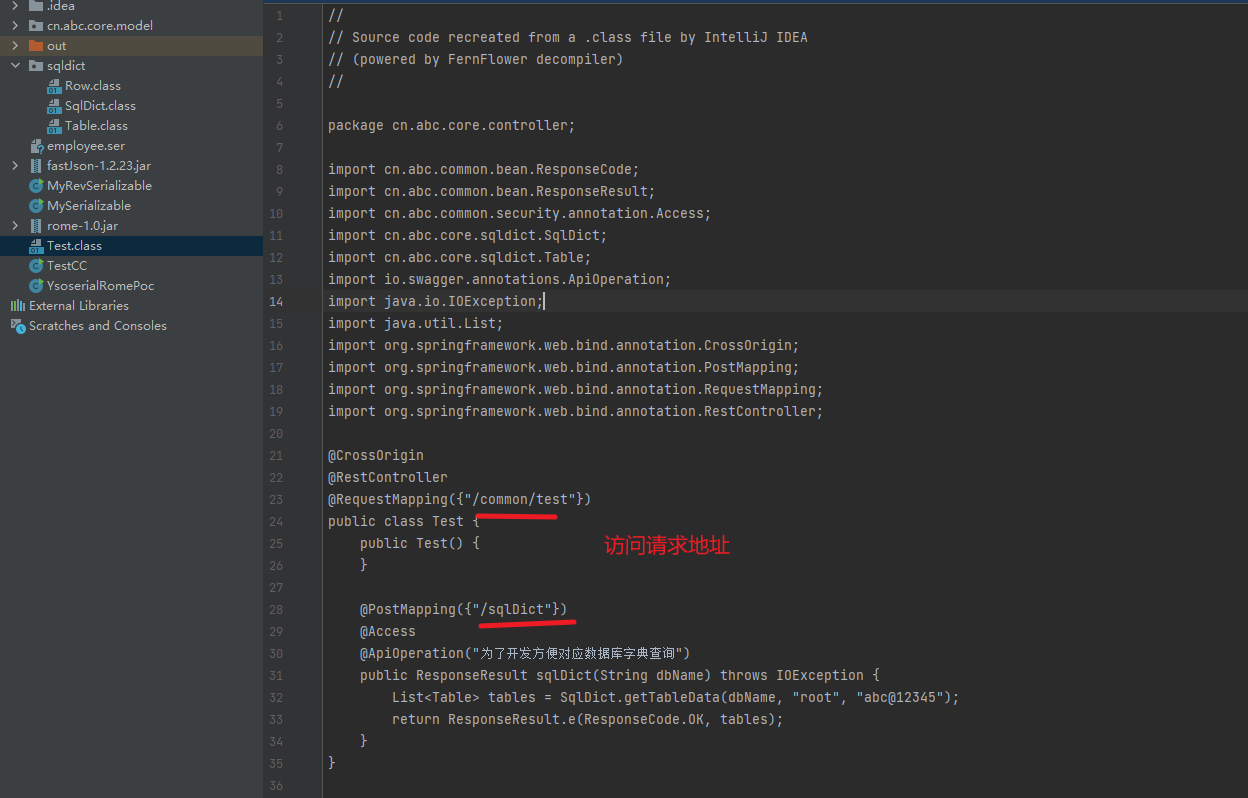 .idea
cn.abc.core.model
out
sqldict
Row.class
SqlDict.class
Table.class
employee.ser
fastJson-1.2.23.jar
MyRevSerializable
MySerializable
rome-1.0.jar
Test.class
TestCC
YsoserialRomePoc
External Libraries
Scratches and Consoles
1 //
2 // Source code recreated from a .class file by IntelliJ IDEA
3 // (powered by FernFlower decompiler)
4 //
5
6 package cn.abc.core.controller;
7
8 import cn.abc.common.bean.ResponseCode;
9 import cn.abc.common.bean.ResponseResult;
10 import cn.abc.common.security.annotation.Access;
11 import cn.abc.core.sqldict.SqlDict;
12 import cn.abc.core.sqldict.Table;
13 import io.swagger.annotations.ApiOperation;
14 import java.io.IOException;
15 import java.util.List;
16 import org.springframework.web.bind.annotation.CrossOrigin;
17 import org.springframework.web.bind.annotation.PostMapping;
18 import org.springframework.web.bind.annotation.RequestMapping;
19 import org.springframework.web.bind.annotation.RestController;
20
21 @CrossOrigin
22 @RestController
23 @RequestMapping({"/common/test"})
24 public class Test {
25     public Test() {
访问请求地址
26     }
27
28     @PostMapping({"/sqlDict"})
29     @Access
30     @ApiOperation("为了开发方便对应数据库字典查询")
31     public ResponseResult sqlDict(String dbName) throws IOException {
32         List<Table> tables = SqlDict.getTableData(dbName, "root", "abc@12345");
33         return ResponseResult.e(ResponseCode.OK, tables);
34     }
35 }
36